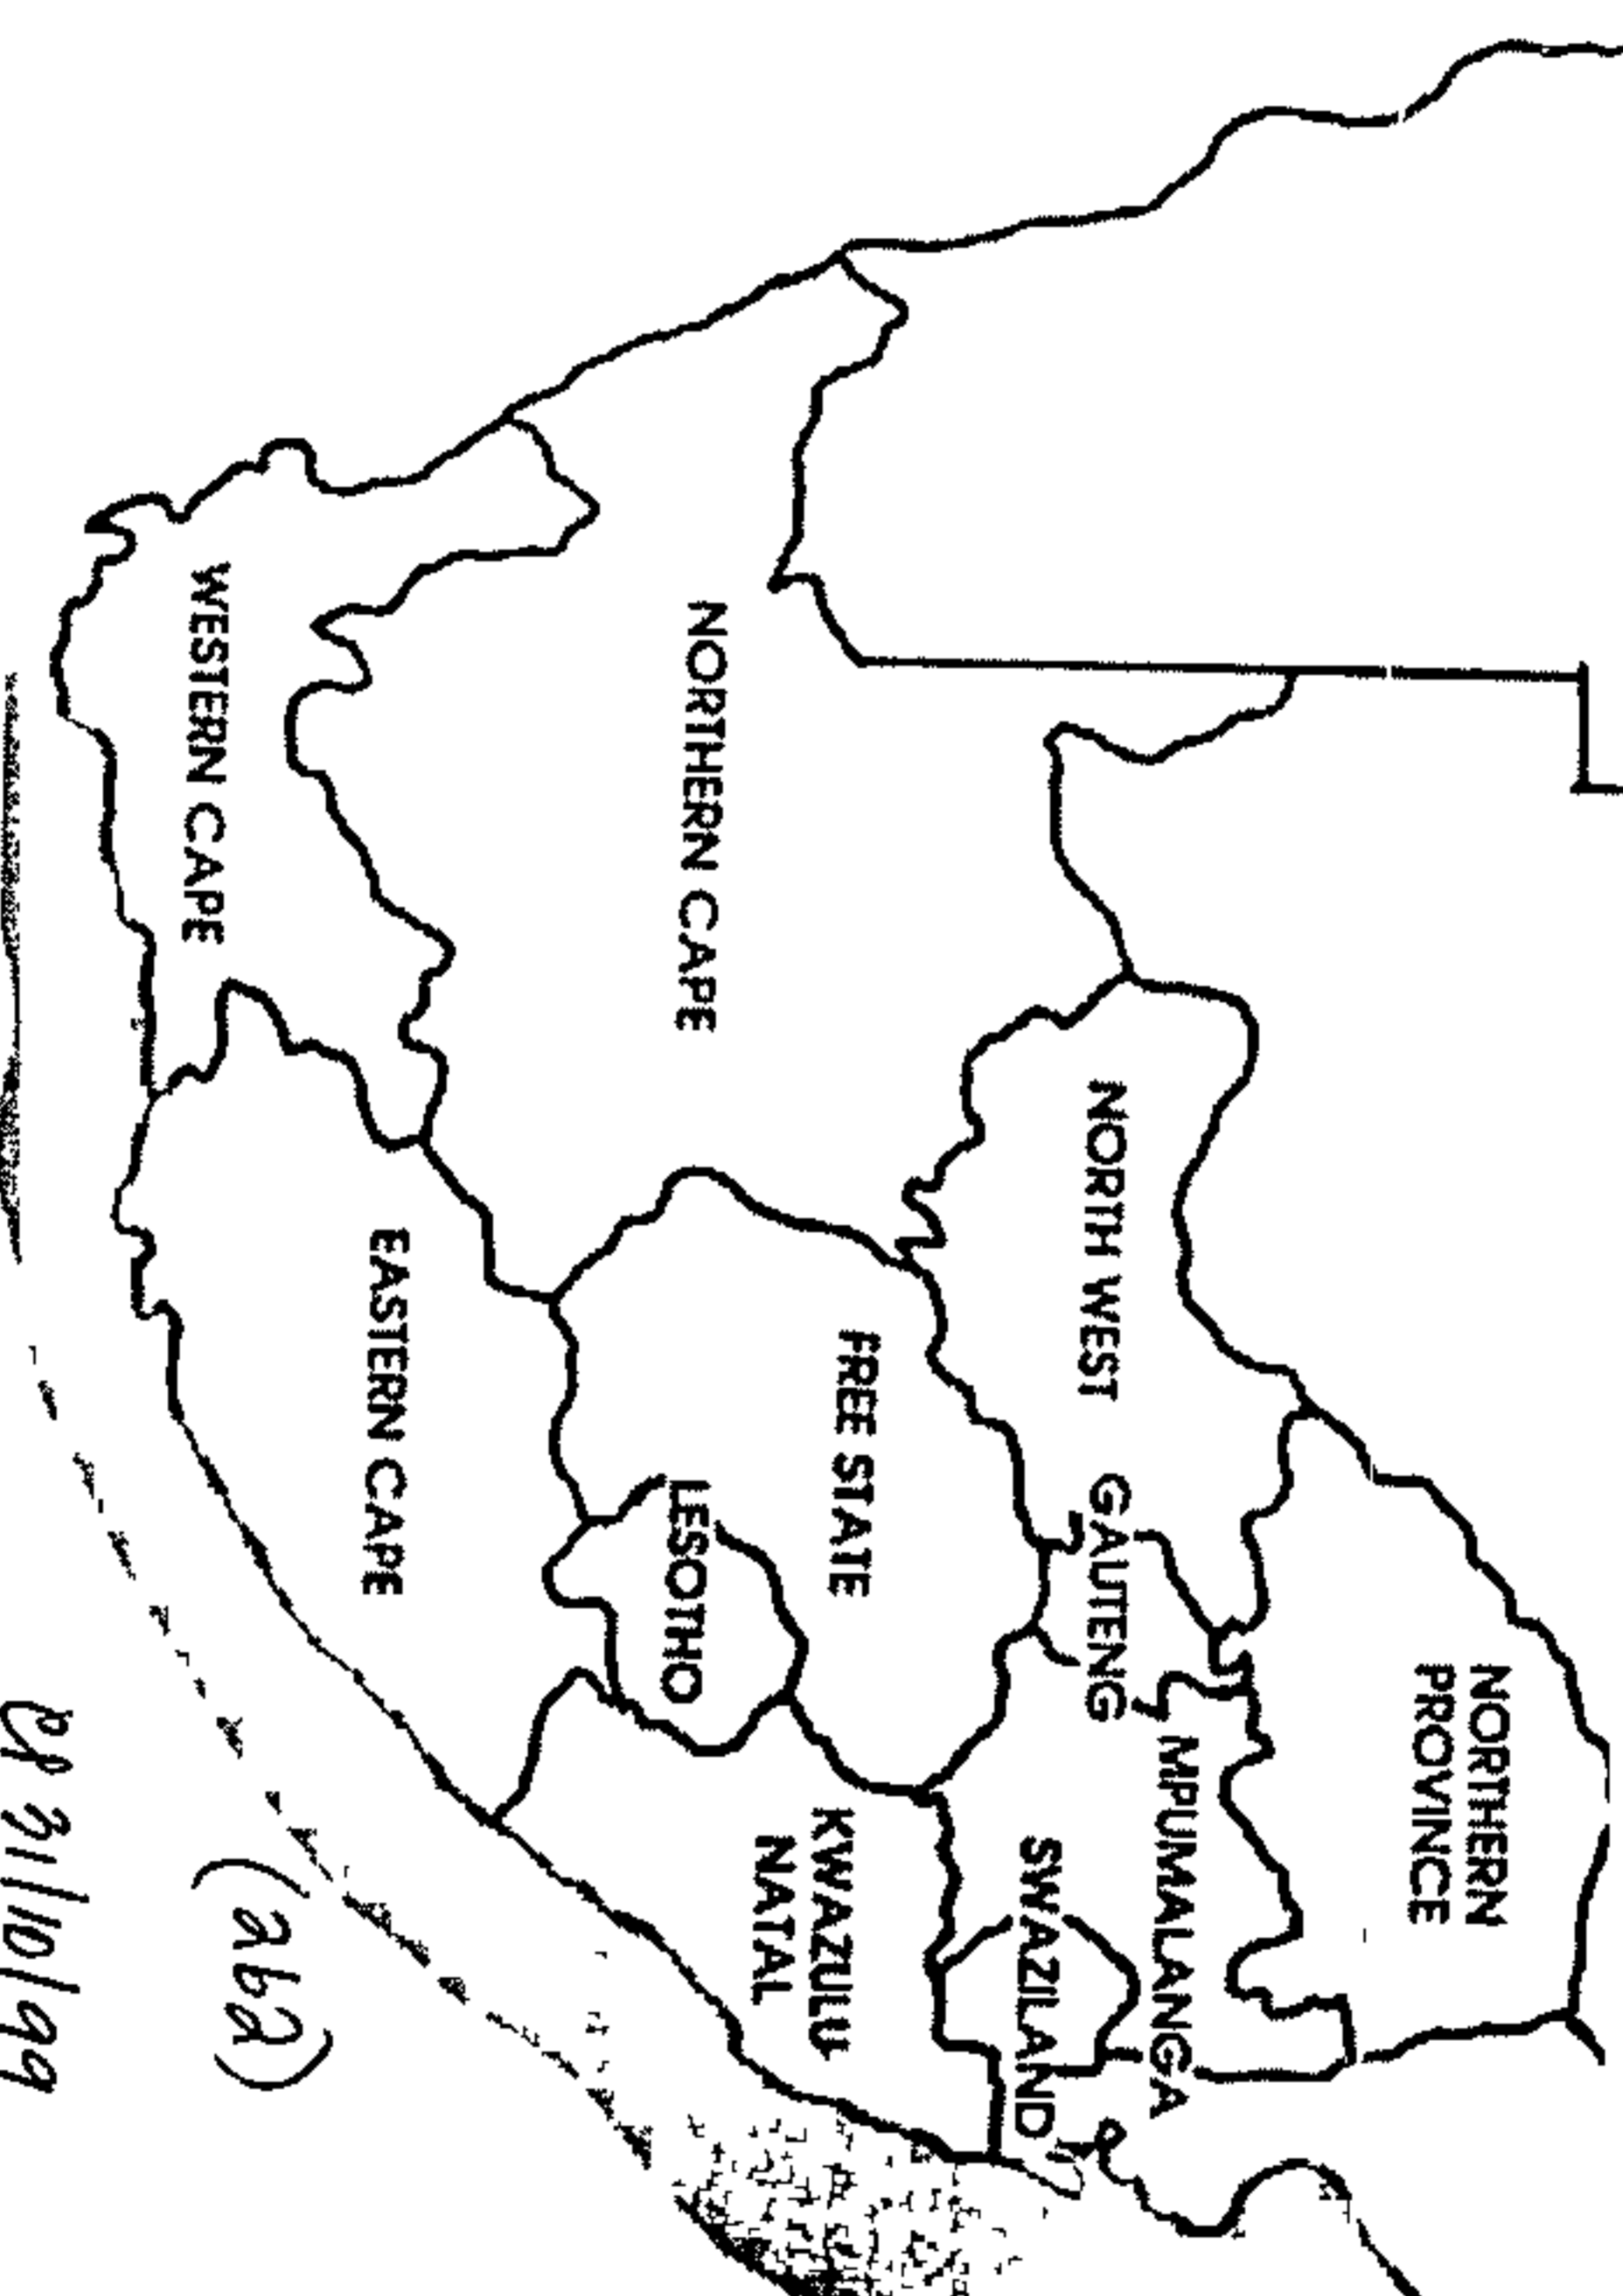 NORTHERN
PROVINCE
MPUMALANGA
GAUTENG
NORTH WEST
SWAZILAND
FREE STATE
KWAZULU
NATAL
LESOTHO
NORTHERN CAPE
EASTERN CAPE
WESTERN CAPE
(2b2)
31/10/99